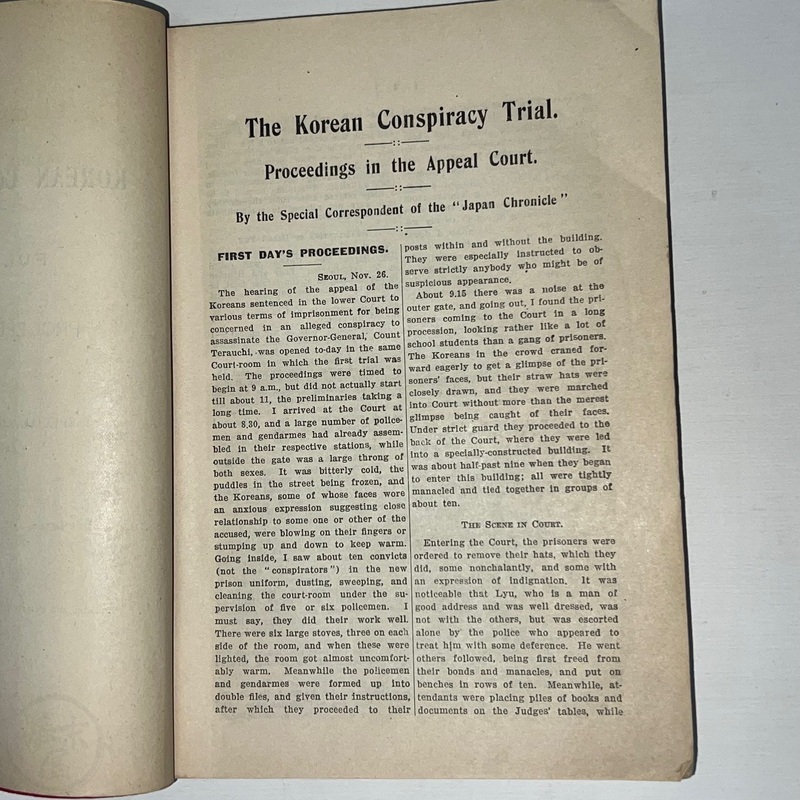 The Korean Conspiracy Trial.
Proceedings in the Appeal Court.
By the Special Correspondent of the "Japan Chronicle"
FIRST DAY'S PROCEEDINGS.
SEOUL, Nov. 26.
The hearing of the appeal of the
Koreans sentenced in the lower Court to
various terms of imprisonment for being
concerned in an alleged conspiracy to
assassinate the Governor-General, Count
Terauchi, was opened to-day in the same
Court-room in which the first trial was
held. The proceedings were timed to
begin at 9 a.m., but did not actually start
till about 11, the preliminaries taking a
long time. I arrived at the Court at
about 8.30, and a large number of police-
men and gendarmes had already assem-
bled in their respective stations, while
outside the gate was a large throng of
both sexes. It was bitterly cold, the
puddles in the street being frozen, and
the Koreans, some of whose faces wore
an anxious expression suggesting close
relationship to some one or other of the
accused, were blowing on their fingers or
stumping up and down to keep warm.
Going inside, I saw about ten convicts
(not the "conspirators") in the new
prison uniform, dusting, sweeping, and
cleaning the court-room under the su-
pervision of five or six policemen. I
must say, they did their work well.
There were six large stoves, three on each
side of the room, and when these were
lighted, the room got almost uncomfort-
ably warm. Meanwhile the policemen
and gendarmes were formed up into
double files, and given their instructions,
after which they proceeded to their
posts within and without the building.
They were especially instructed to ob-
serve strictly anybody who might be of
suspicious appearance.
About 9.15 there was a noise at the
outer gate, and going out, I found the pri-
soners coming to the Court in a long
procession, looking rather like a lot of
school students than a gang of prisoners.
The Koreans in the crowd craned for-
ward eagerly to get a glimpse of the pri-
soners' faces, but their straw hats were
closely drawn, and they were marched
into Court without more than the merest
glimpse being caught of their faces.
Under strict guard they proceeded to the
back of the Court, where they were led
into a specially-constructed building. It
was about half-past nine when they began
to enter this building; all were tightly
manacled and tied together in groups of
about ten.
THE SCENE IN COURT.
Entering the Court, the prisoners were
ordered to remove their hats, which they
did, some nonchalantly, and some with
an expression of indignation. It was
noticeable that Lyu, who is a man of
good address and was well dressed, was
not with the others, but was escorted
alone by the police who appeared to
treat him with some deference. He went
others followed, being first freed from
their bonds and manacles, and put on
benches in rows of ten. Meanwhile, at-
tendants were placing piles of books and
documents on the Judges' tables, while